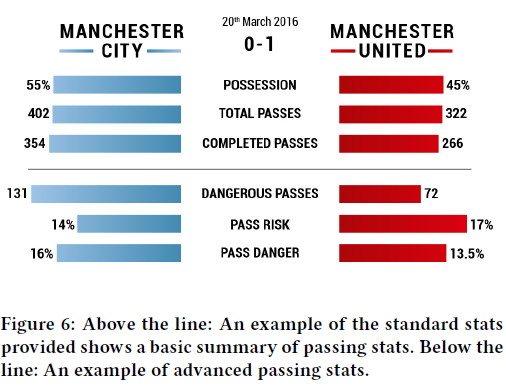 MANCHESTER CITY
20th March 2016
0-1
MANCHESTER UNITED
55% POSSESSION 45%
402 TOTAL PASSES 322
354 COMPLETED PASSES 266
131 DANGEROUS PASSES 72
14% PASS RISK 17%
16% PASS DANGER 13.5%
Figure 6: Above the line: An example of the standard stats
provided shows a basic summary of passing stats. Below the
line: An example of advanced passing stats.